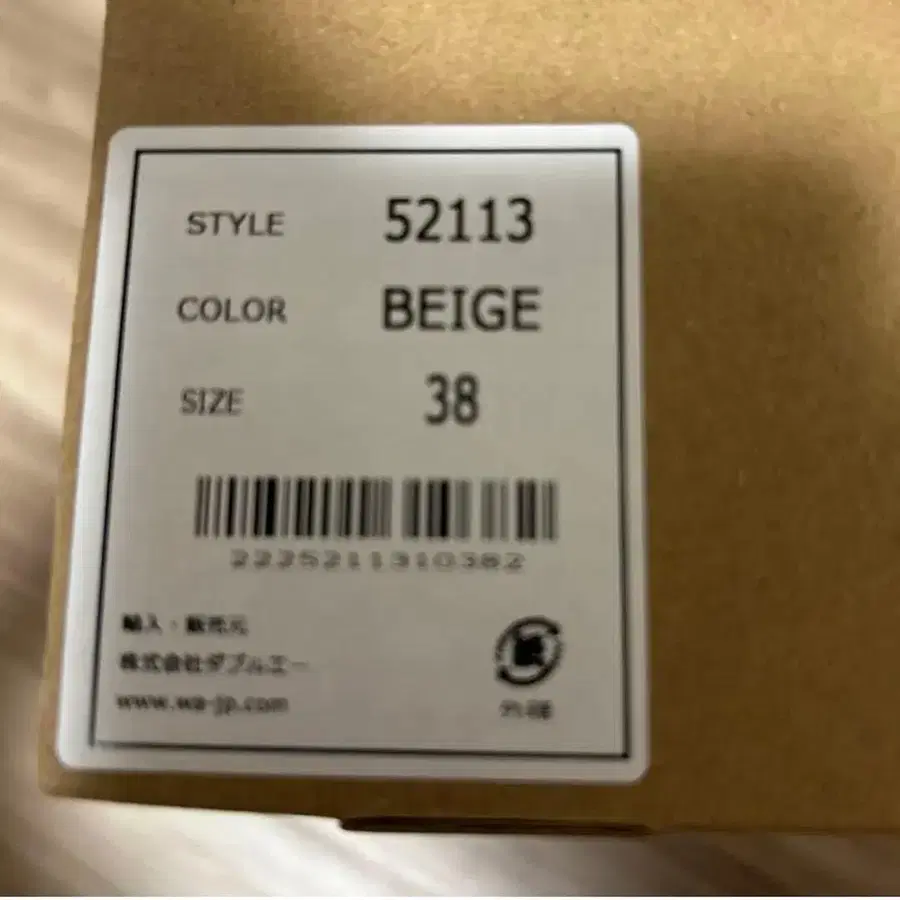 STYLE 52113
COLOR BEIGE
SIZE 38
2225211310382
輸入・販売元
株式会社ダブルエー
www.wa-jp.com
紙
外箱